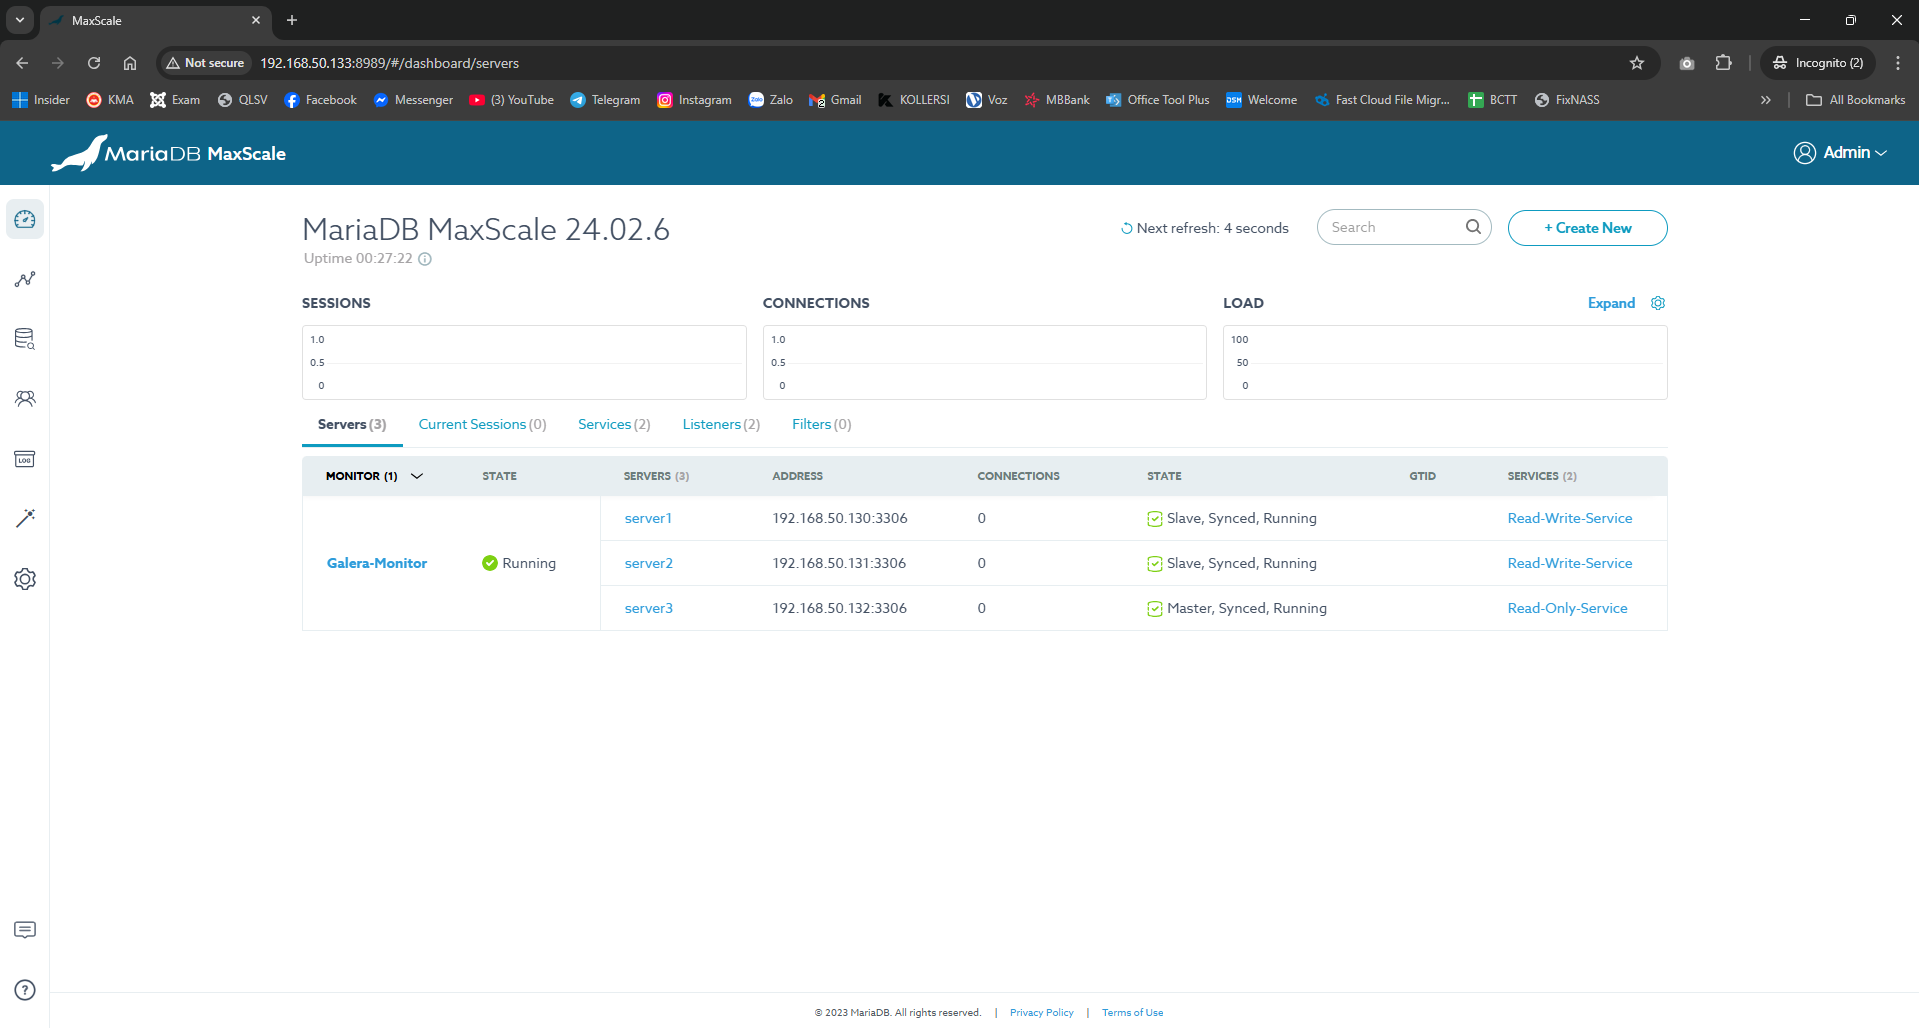 MaxScale
Not secure 192.168.50.133:8989/#/dashboard/servers Incognito (2)
Insider KMA Exam QLSV Facebook Messenger (3) YouTube Telegram Instagram Zalo Gmail KOLLERSI Voz MBBank Office Tool Plus Welcome Fast Cloud File Migr... BCTT FixNASS All Bookmarks
MariaDB MaxScale Admin
MariaDB MaxScale 24.02.6 Next refresh: 4 seconds Search + Create New
Uptime 00:27:22
SESSIONS CONNECTIONS LOAD Expand
1.0 1.0 100
0.5 0.5 50
0 0 0
Servers (3) Current Sessions (0) Services (2) Listeners (2) Filters (0)
MONITOR (1) STATE SERVERS (3) ADDRESS CONNECTIONS STATE GTID SERVICES (2)
server1 192.168.50.130:3306 0 Slave, Synced, Running Read-Write-Service
Galera-Monitor Running server2 192.168.50.131:3306 0 Slave, Synced, Running Read-Write-Service
server3 192.168.50.132:3306 0 Master, Synced, Running Read-Only-Service
LOG
© 2023 MariaDB. All rights reserved. | Privacy Policy | Terms of Use